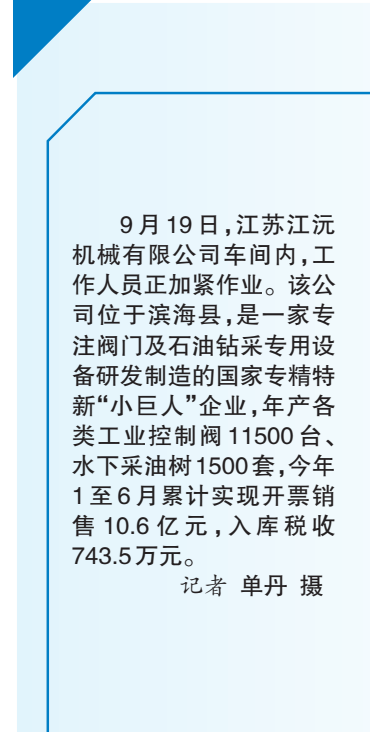 9月19日,江苏江沅
机械有限公司车间内,工
作人员正加紧作业。该公
司位于滨海县,是一家专
注阀门及石油钻采专用设
备研发制造的国家专精特
新“小巨人”企业,年产各
类工业控制阀11500台、
水下采油树1500套,今年
1至6月累计实现开票销
售10.6亿元,入库税收
743.5万元。
记者 单丹 摄